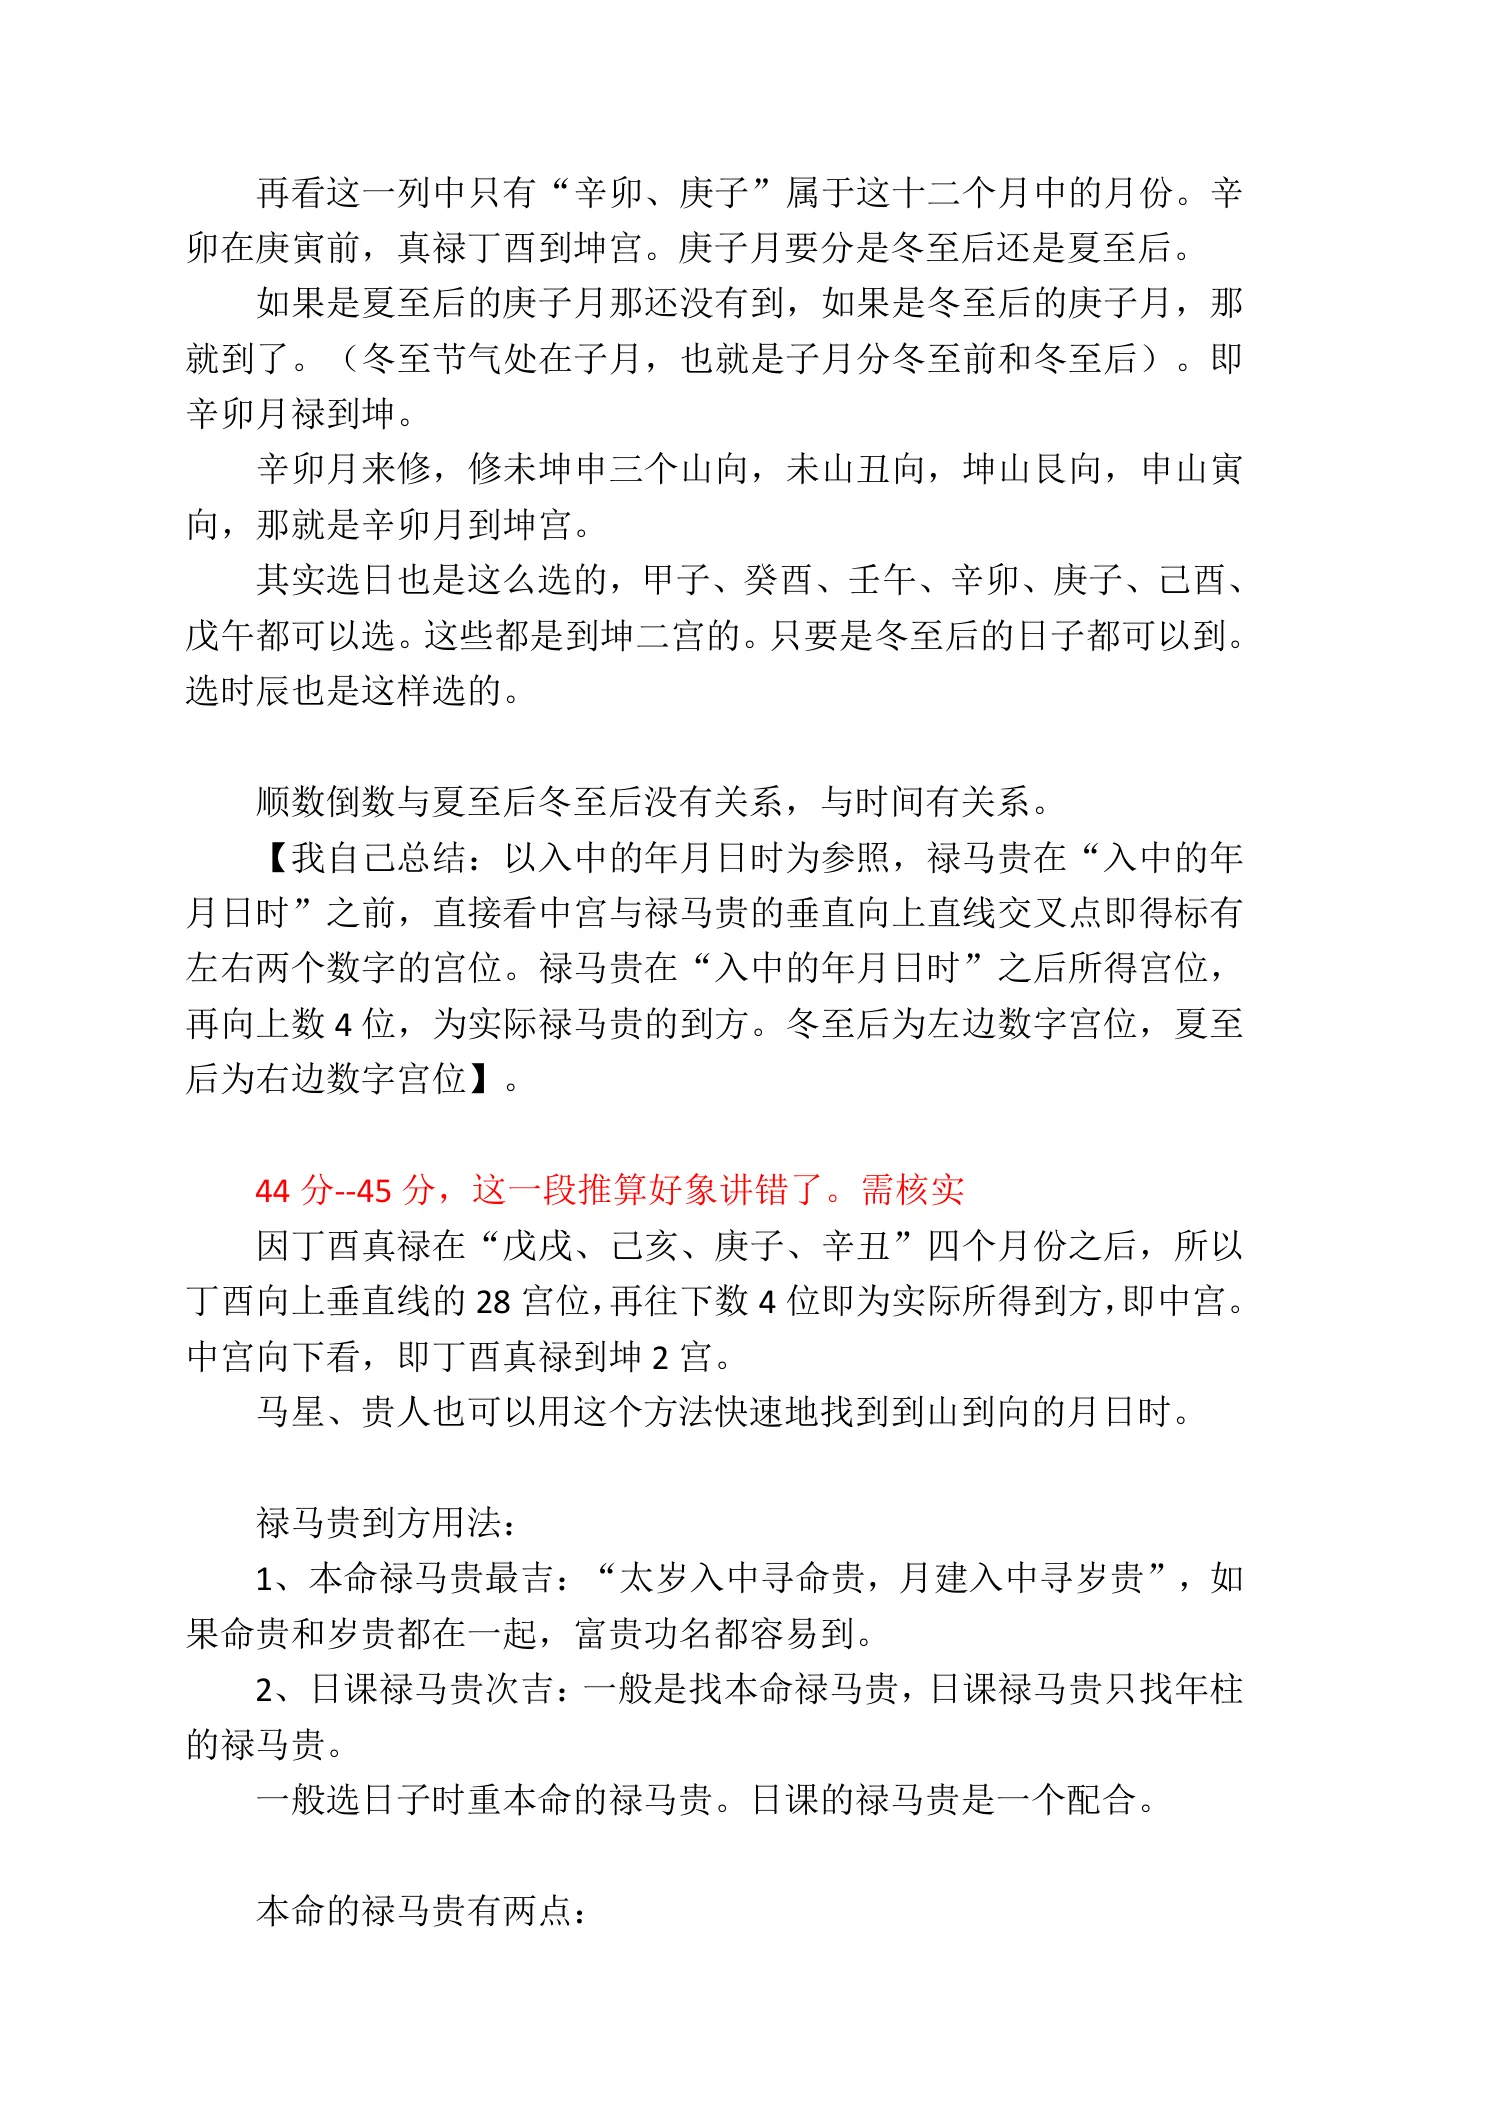 再看这一列中只有“辛卯、庚子”属于这十二个月中的月份。辛
卯在庚寅前，真禄丁酉到坤宫。庚子月要分是冬至后还是夏至后。
如果是夏至后的庚子月那还没有到，如果是冬至后的庚子月，那
就到了。（冬至节气处在子月，也就是子月分冬至前和冬至后）。即
辛卯月禄到坤。
辛卯月来修，修未坤申三个山向，未山丑向，坤山艮向，申山寅
向，那就是辛卯月到坤宫。
其实选日也是这么选的，甲子、癸酉、壬午、辛卯、庚子、己酉、
戊午都可以选。这些都是到坤二宫的。只要是冬至后的日子都可以到。
选时辰也是这样选的。
顺数倒数与夏至后冬至后没有关系，与时间有关系。
【我自己总结：以入中的年月日时为参照，禄马贵在“入中的年
月日时”之前，直接看中宫与禄马贵的垂直向上直线交叉点即得标有
左右两个数字的宫位。禄马贵在“入中的年月日时”之后所得宫位，
再向上数 4 位，为实际禄马贵的到方。冬至后为左边数字宫位，夏至
后为右边数字宫位】。
44 分--45 分，这一段推算好象讲错了。需核实
因丁酉真禄在“戊戌、己亥、庚子、辛丑”四个月份之后，所以
丁酉向上垂直线的 28 宫位，再往下数 4 位即为实际所得到方，即中宫。
中宫向下看，即丁酉真禄到坤 2 宫。
马星、贵人也可以用这个方法快速地找到到山到向的月日时。
禄马贵到方用法：
1、本命禄马贵最吉：“太岁入中寻命贵，月建入中寻岁贵”，如
果命贵和岁贵都在一起，富贵功名都容易到。
2、日课禄马贵次吉：一般是找本命禄马贵，日课禄马贵只找年柱
的禄马贵。
一般选日子时重本命的禄马贵。日课的禄马贵是一个配合。
本命的禄马贵有两点：